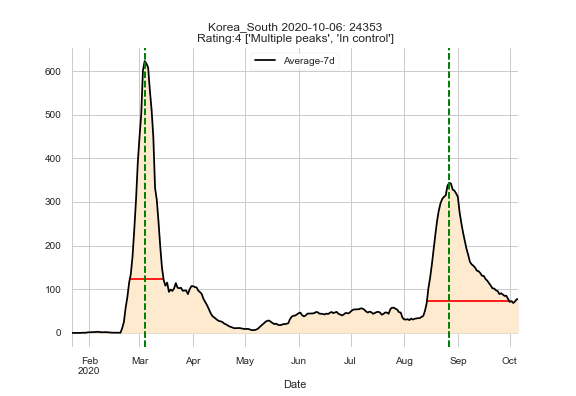 Korea_South 2020-10-06: 24353
Rating:4 ['Multiple peaks', 'In control']
Average-7d
600
500
400
300
200
100
0
Feb Mar Apr May Jun Jul Aug Sep Oct
2020
Date